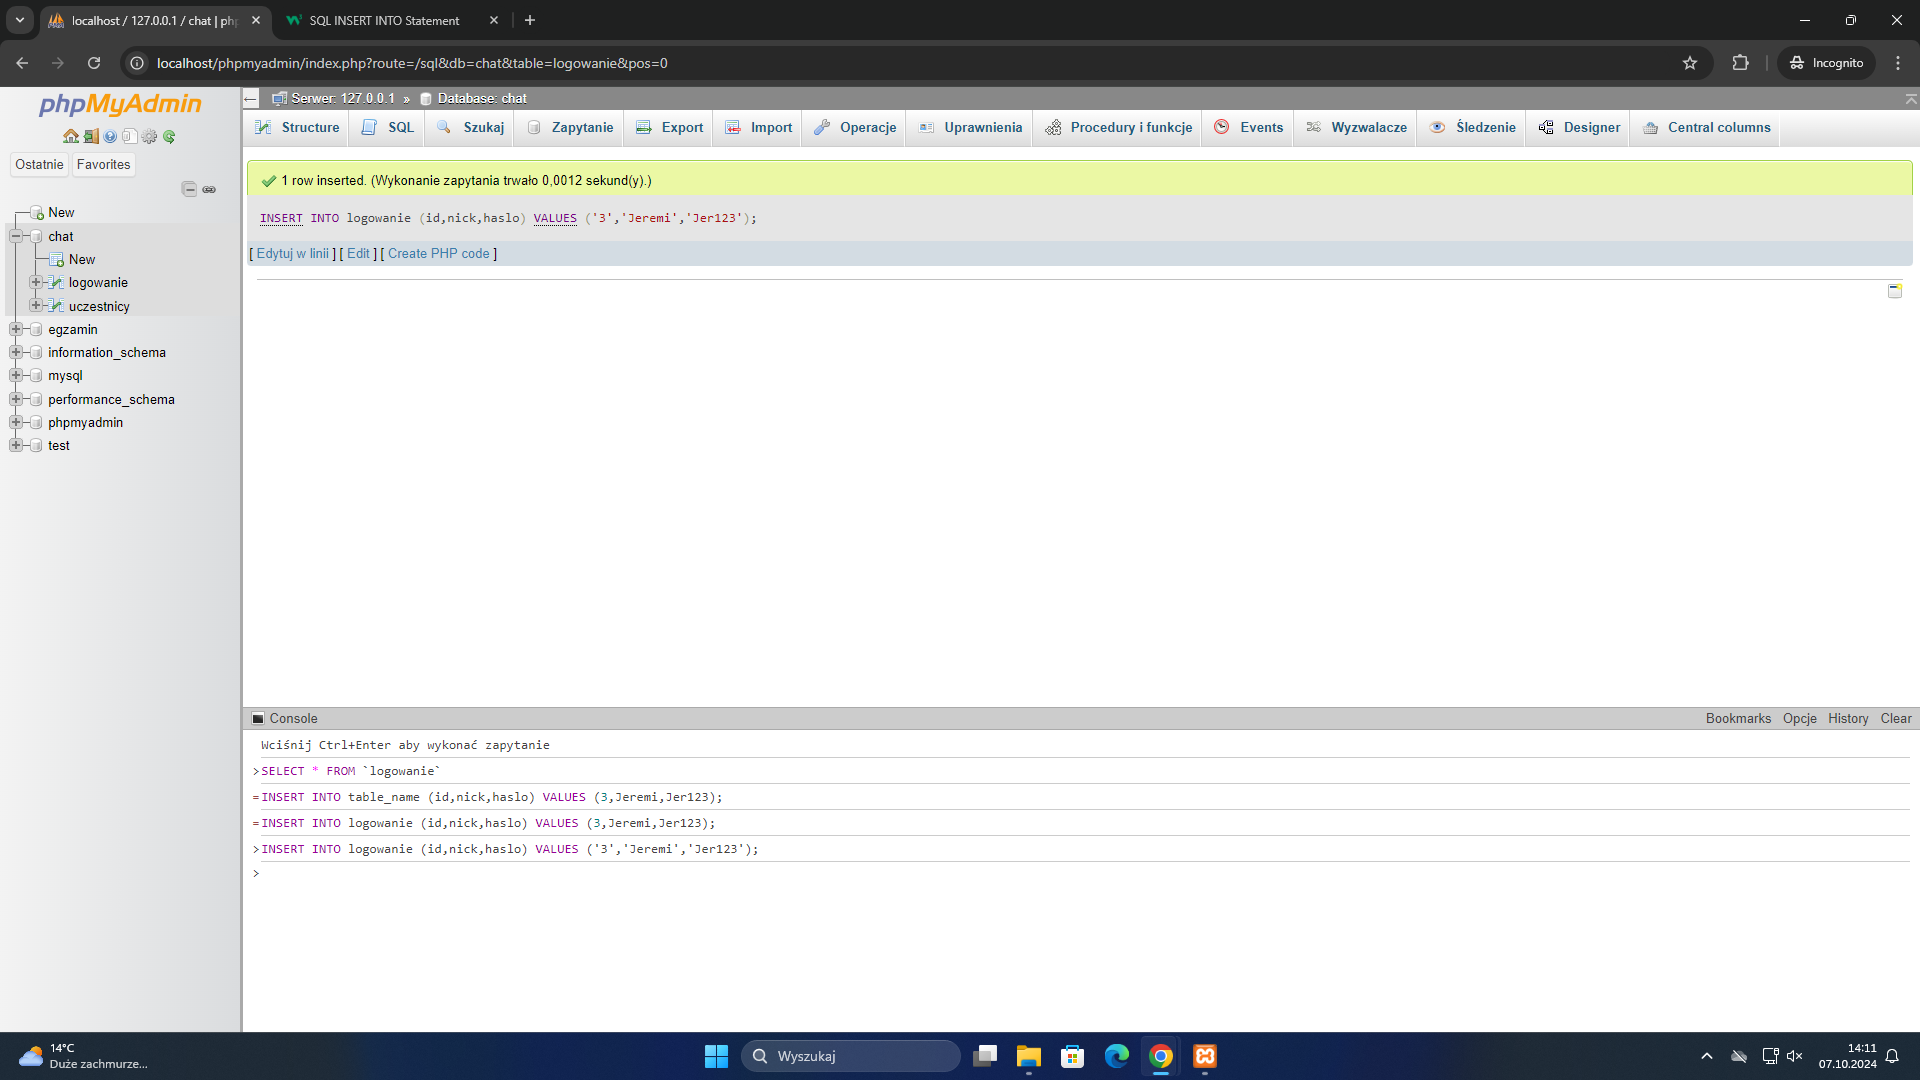 localhost / 127.0.0.1 / chat | ph
SQL INSERT INTO Statement
localhost/phpmyadmin/index.php?route=/sql&db=chat&table=logowanie&pos=0
Incognito
phpMyAdmin
Ostatnie
Favorites
New
chat
New
logowanie
uczestnicy
egzamin
information_schema
mysql
performance_schema
phpmyadmin
test
Serwer: 127.0.0.1 » Database: chat
Structure
SQL
Szukaj
Zapytanie
Export
Import
Operacje
Uprawnienia
Procedury i funkcje
Events
Wyzwalacze
Śledzenie
Designer
Central columns
1 row inserted. (Wykonanie zapytania trwało 0,0012 sekund(y).)
INSERT INTO logowanie (id,nick,haslo) VALUES ('3','Jeremi','Jer123');
[ Edytuj w linii ] [ Edit ] [ Create PHP code ]
Console
Bookmarks
Opcje
History
Clear
Wciśnij Ctrl+Enter aby wykonać zapytanie
>SELECT * FROM `logowanie`
=INSERT INTO table_name (id,nick,haslo) VALUES (3,Jeremi,Jer123);
=INSERT INTO logowanie (id,nick,haslo) VALUES (3,Jeremi,Jer123);
>INSERT INTO logowanie (id,nick,haslo) VALUES ('3','Jeremi','Jer123');
>
14°C
Duże zachmurze...
Wyszukaj
14:11
07.10.2024